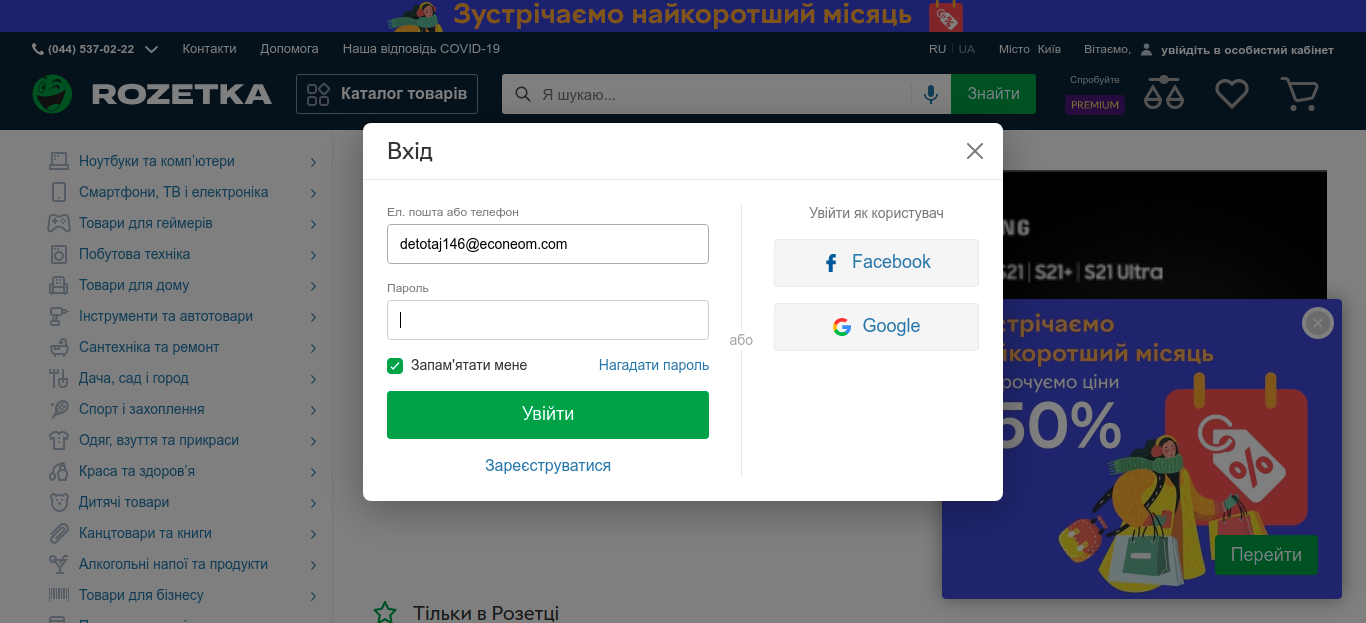 Зустрічаємо найкоротший місяць
(044) 537-02-22
Контакти
Допомога
Наша відповідь COVID-19
RU | UA
Місто Київ
Вітаємо, увійдіть в особистий кабінет
ROZETKA
Каталог товарів
Я шукаю...
Знайти
Спробуйте
PREMIUM
Ноутбуки та комп'ютери
Смартфони, ТВ і електроніка
Товари для геймерів
Побутова техніка
Товари для дому
Інструменти та автотовари
Сантехніка та ремонт
Дача, сад і город
Спорт і захоплення
Одяг, взуття та прикраси
Краса та здоров'я
Дитячі товари
Канцтовари та книги
Алкогольні напої та продукти
Товари для бізнесу
Вхід
Ел. пошта або телефон
detotaj146@econeom.com
Пароль
Запам'ятати мене
Нагадати пароль
Увійти
Зареєструватися
або
Увійти як користувач
Facebook
Google
NG
S21 | S21+ | S21 Ultra
стрічаємо
йкоротший місяць
рочуємо ціни
50%
%
Перейти
Тільки в Розетці